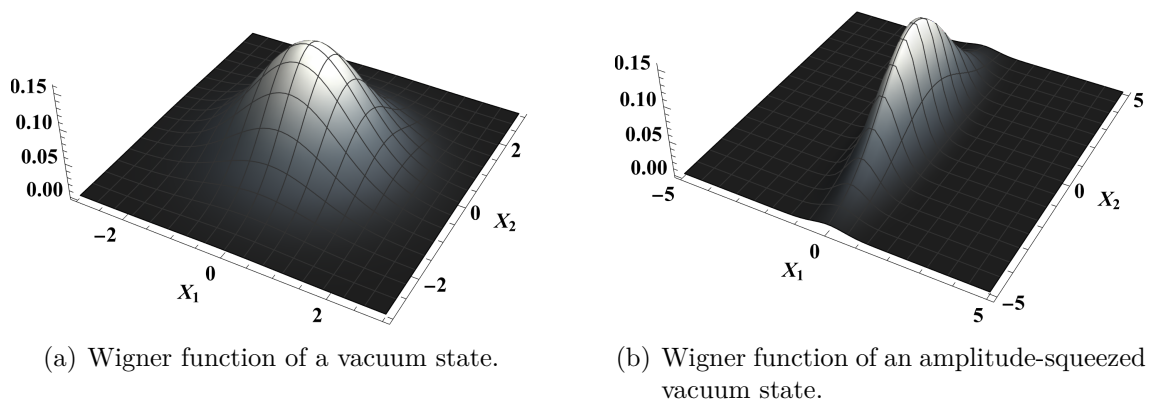 0.15
0.10
0.05
0.00
−2
0
2
X1
−2
0
2
X2
(a) Wigner function of a vacuum state.
0.15
0.10
0.05
0.00
−5
0
5
X1
−5
0
5
X2
(b) Wigner function of an amplitude-squeezed
vacuum state.